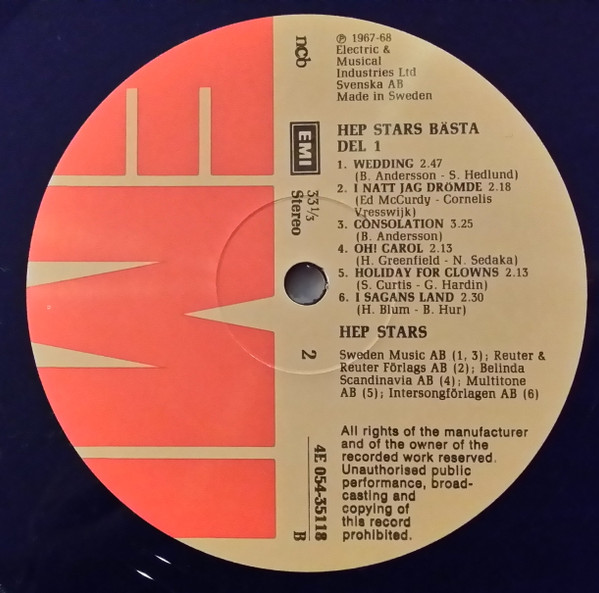 ncb
℗ 1967-68
Electric &
Musical
Industries Ltd
Svenska AB
Made in Sweden
EMI
HEP STARS BÄSTA
DEL 1
33 1/3
Stereo
1. WEDDING 2.47
(B. Andersson - S. Hedlund)
2. I NATT JAG DRÖMDE 2.18
(Ed McCurdy - Cornelis
Vresswijk)
3. CONSOLATION 3.25
(B. Andersson)
4. OH! CAROL 2.13
(H. Greenfield - N. Sedaka)
5. HOLIDAY FOR CLOWNS 2.13
(S. Curtis - G. Hardin)
6. I SAGANS LAND 2.30
(H. Blum - B. Hur)
HEP STARS
2
Sweden Music AB (1, 3); Reuter &
Reuter Förlags AB (2); Belinda
Scandinavia AB (4); Multitone
AB (5); Intersongförlagen AB (6)
4E 054-35118
B
All rights of the manufacturer
and of the owner of the
recorded work reserved.
Unauthorised public
performance, broad-
casting and
copying of
this record
prohibited.
EMI